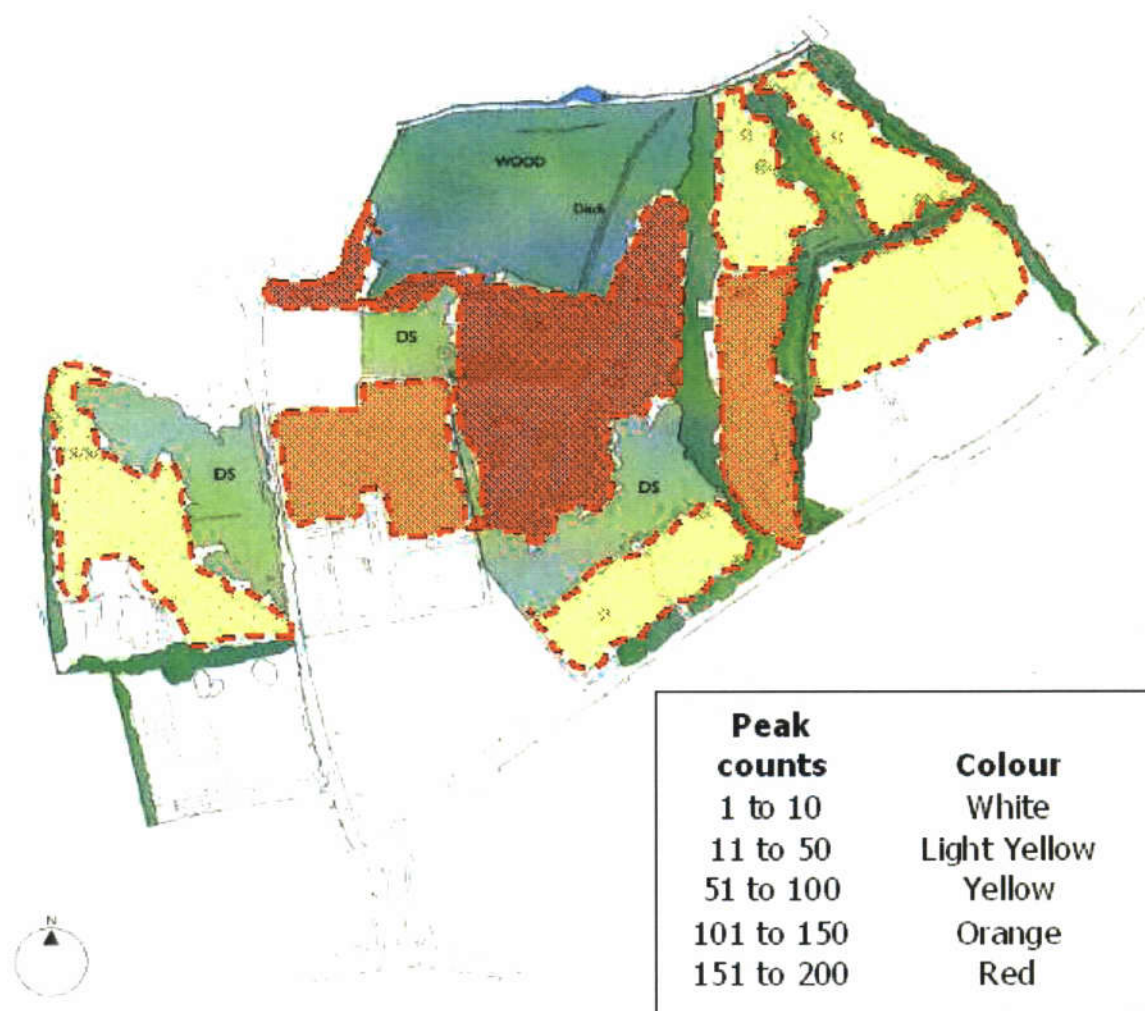 WOOD
Ditch
DS
DS
DS
Peak
counts Colour
1 to 10 White
11 to 50 Light Yellow
51 to 100 Yellow
101 to 150 Orange
151 to 200 Red
N